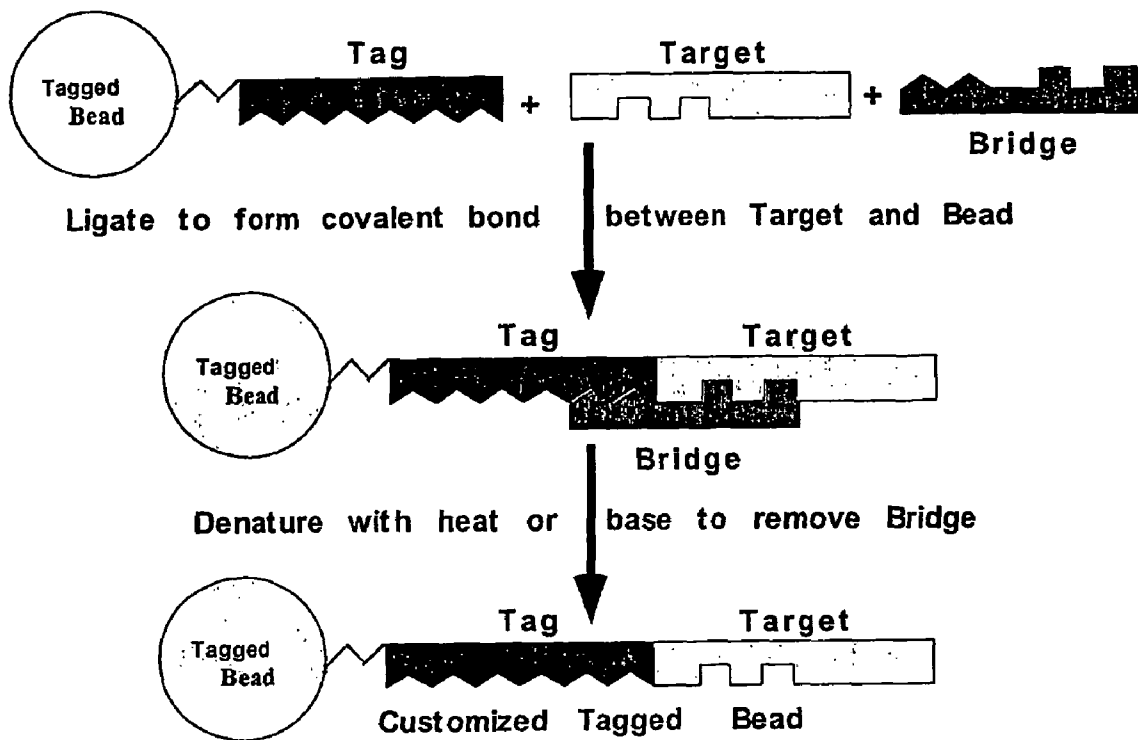 Tag
Target
Tagged
Bead
+
+
Bridge
Ligate to form covalent bond between Target and Bead
Tag
Target
Tagged
Bead
Bridge
Denature with heat or base to remove Bridge
Tag
Target
Tagged
Bead
Customized Tagged Bead